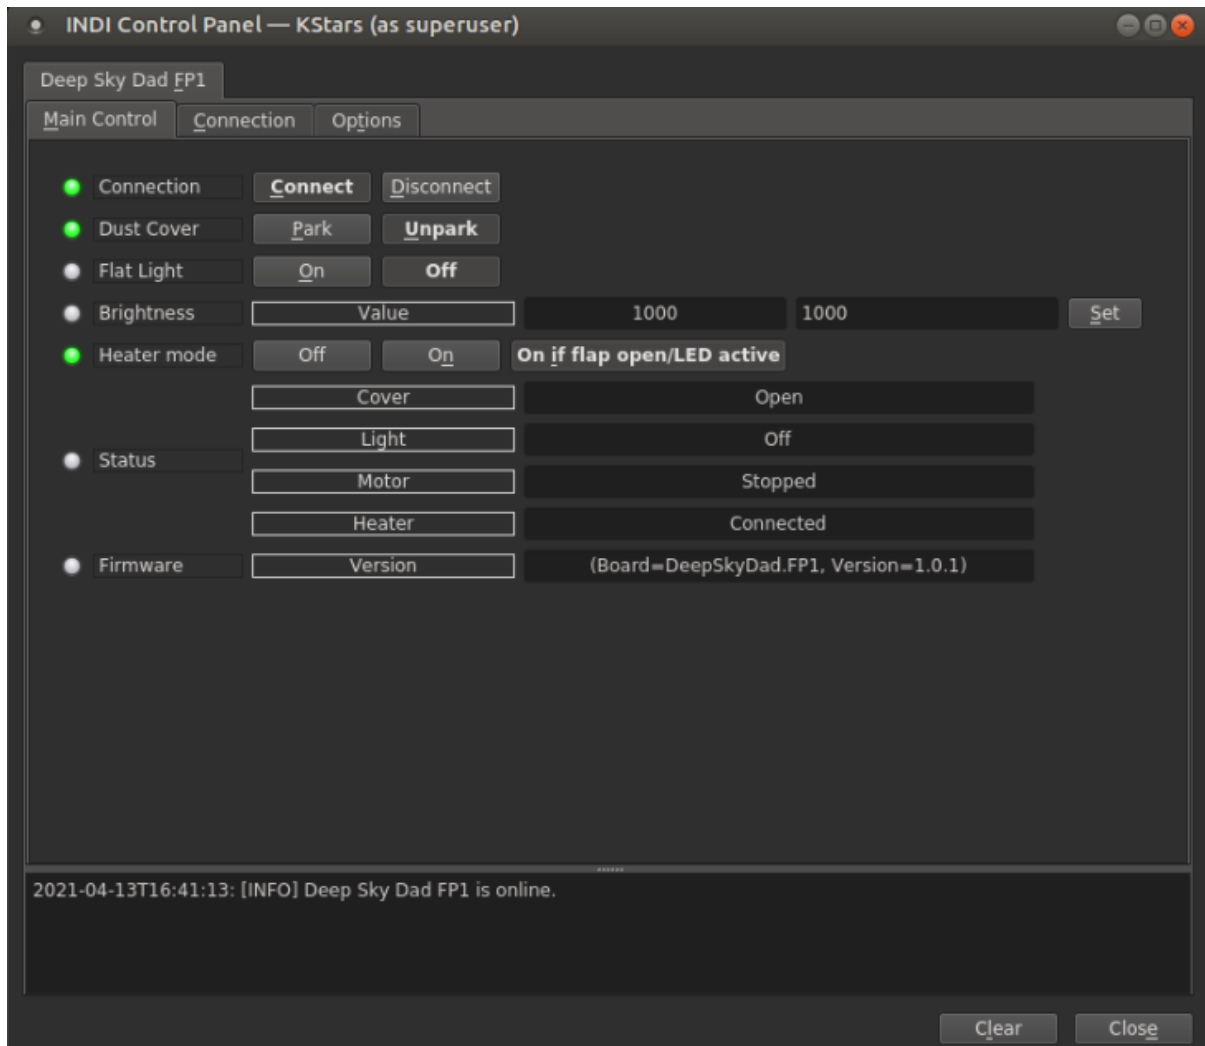 INDI Control Panel — KStars (as superuser)
Deep Sky Dad FP1
Main Control Connection Options
Connection Connect Disconnect
Dust Cover Park Unpark
Flat Light On Off
Brightness Value 1000 1000 Set
Heater mode Off On On if flap open/LED active
Cover Open
Light Off
Status
Motor Stopped
Heater Connected
Firmware Version (Board=DeepSkyDad.FP1, Version=1.0.1)
2021-04-13T16:41:13: [INFO] Deep Sky Dad FP1 is online.
Clear Close